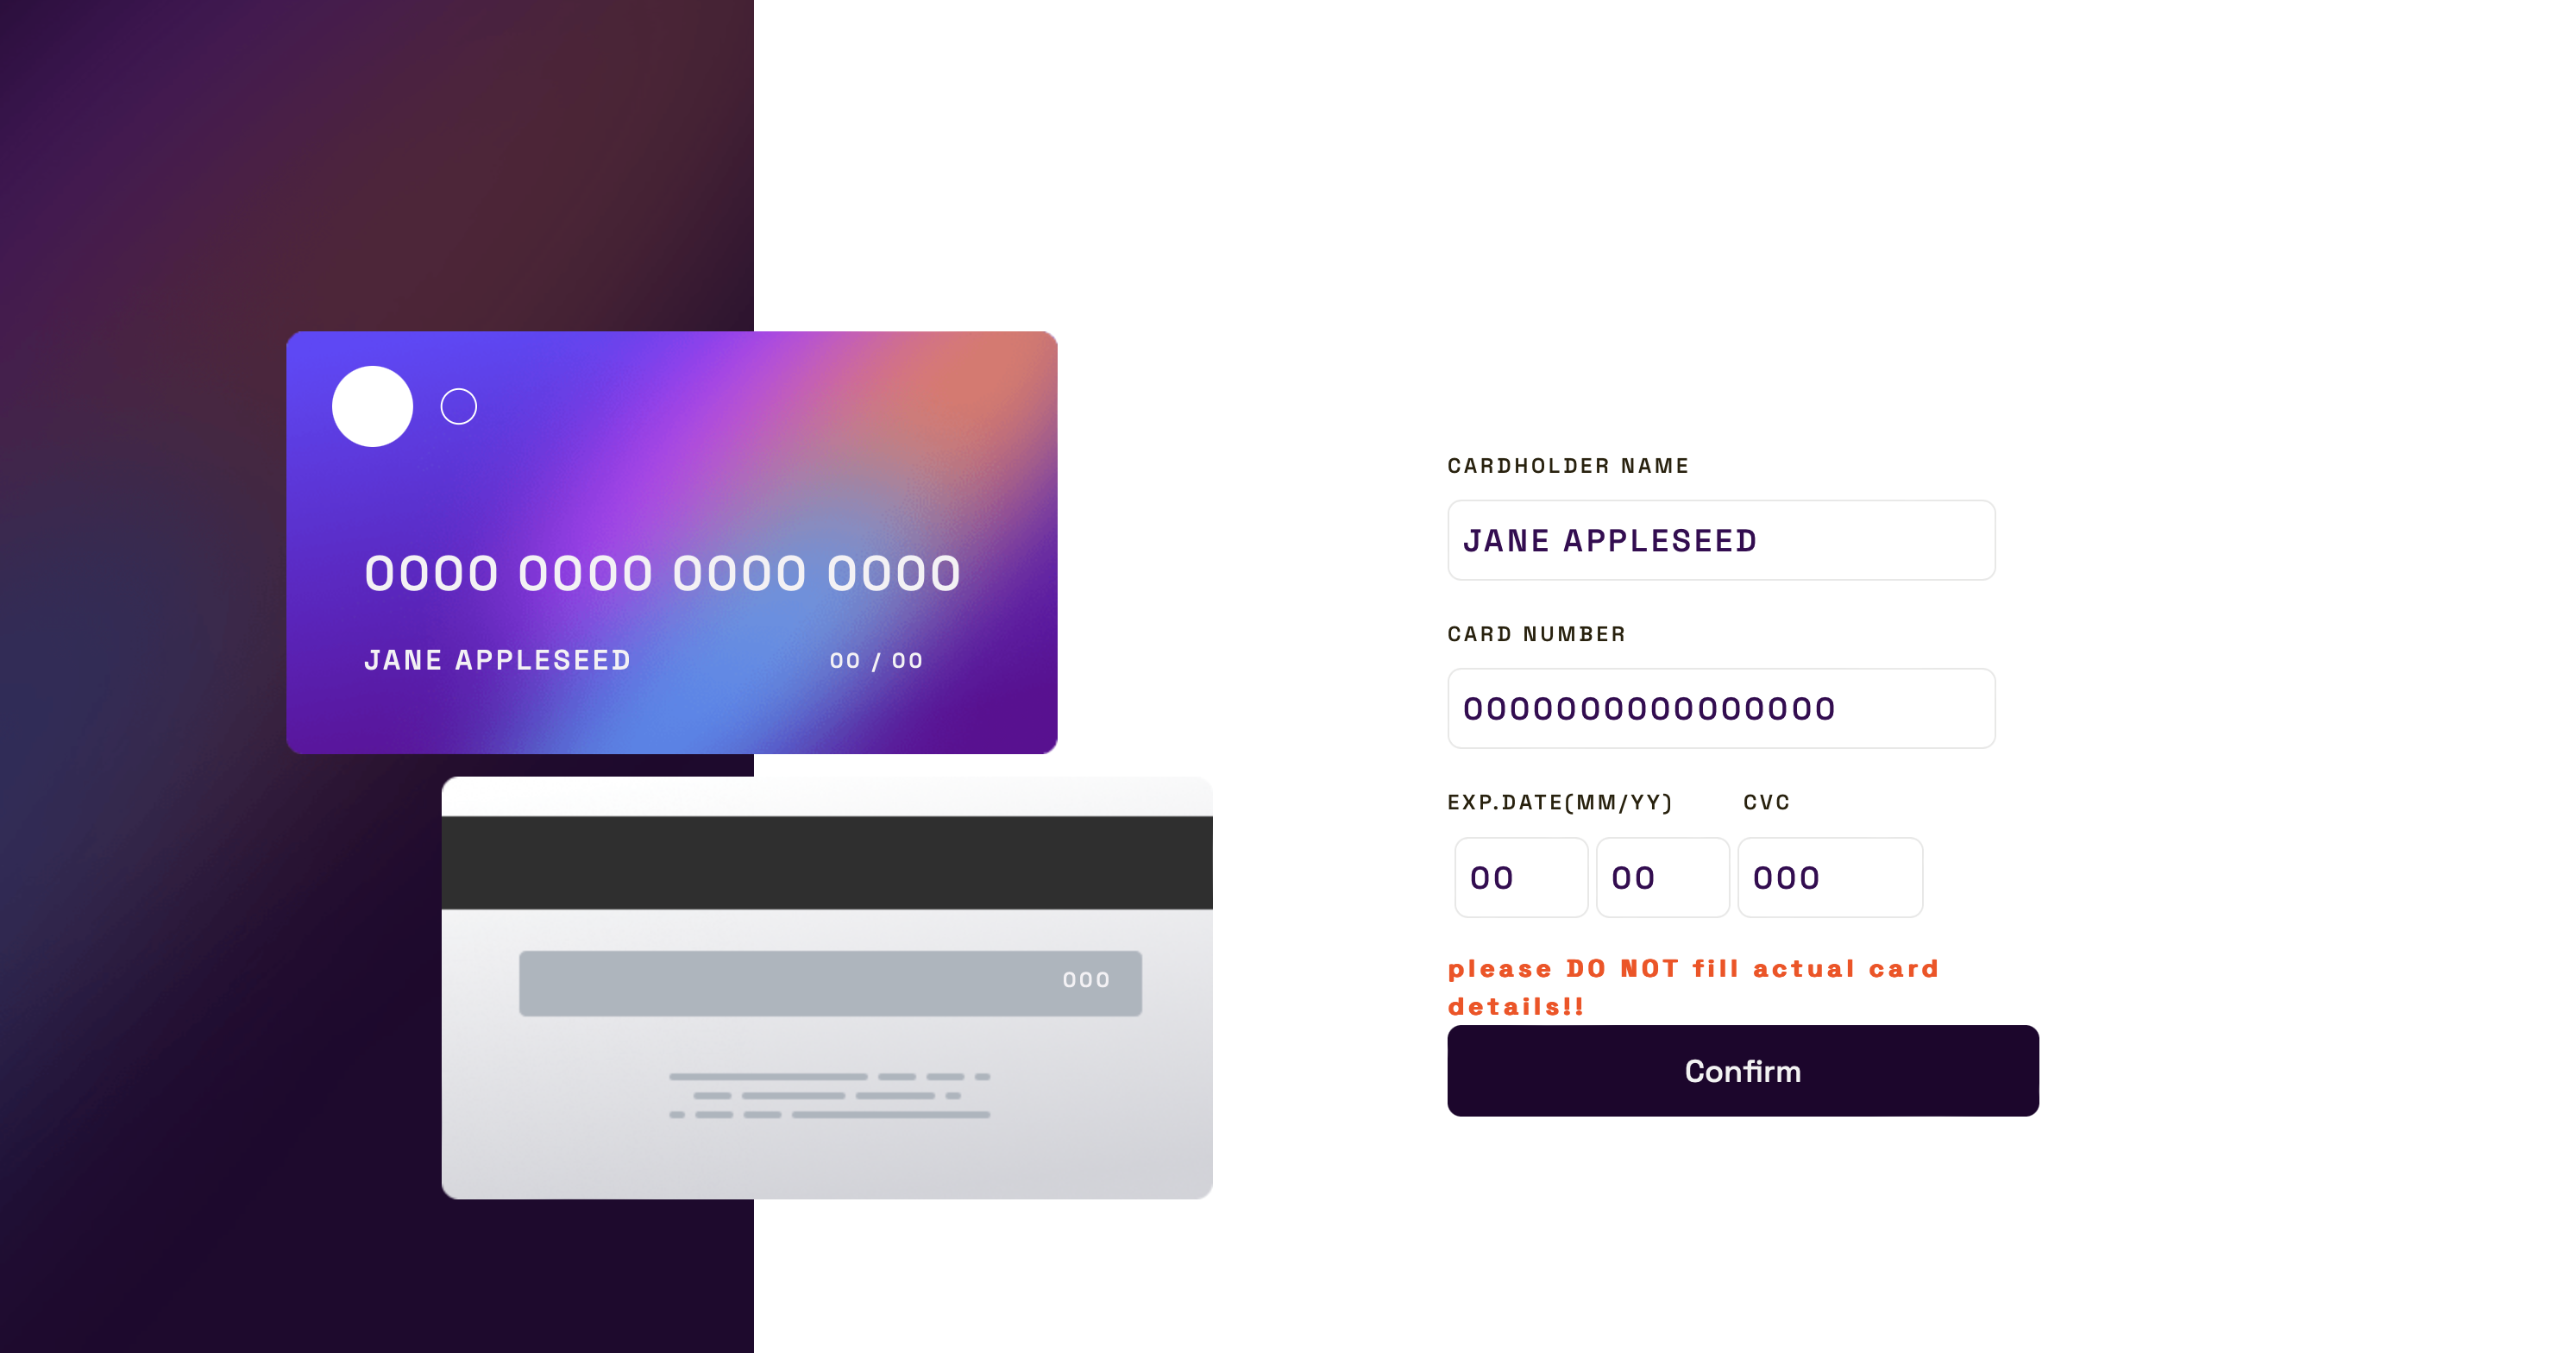 0000 0000 0000 0000
JANE APPLESEED 00 / 00
000
CARDHOLDER NAME
JANE APPLESEED
CARD NUMBER
0000000000000000
EXP.DATE(MM/YY) CVC
00 00 000
please DO NOT fill actual card
details!!
Confirm